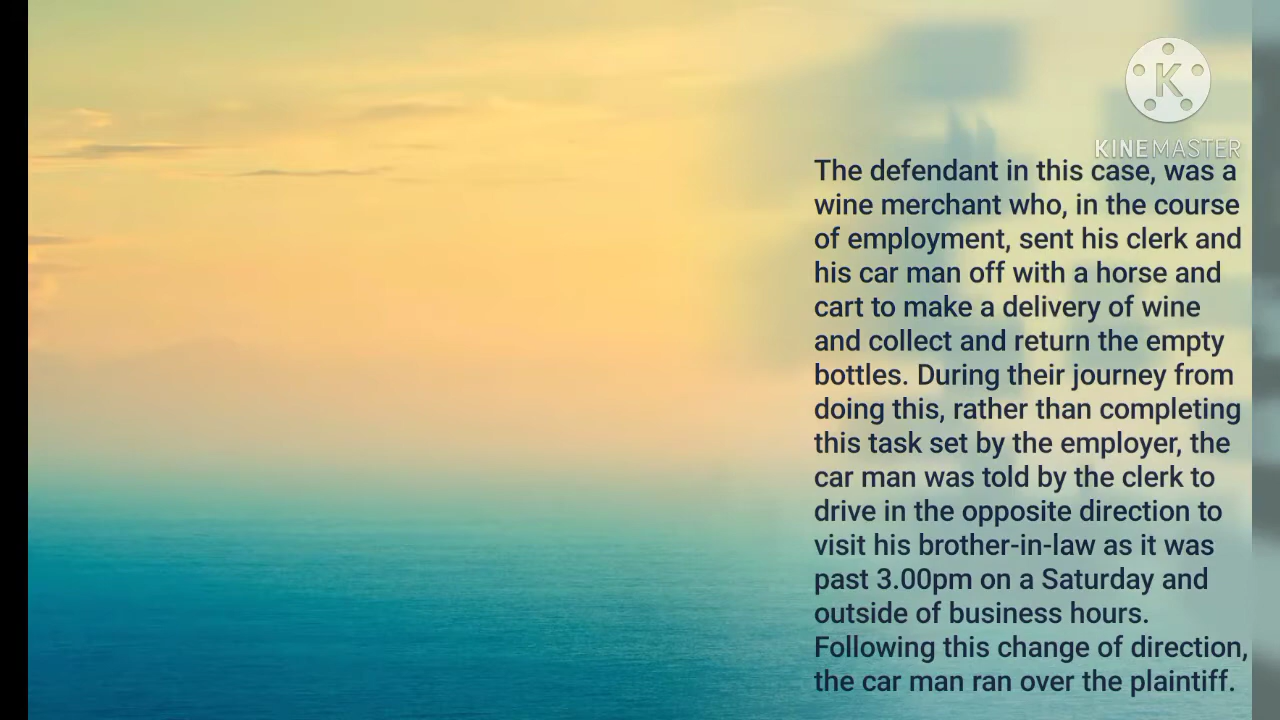 K
KINEMASTER
The defendant in this case, was a
wine merchant who, in the course
of employment, sent his clerk and
his car man off with a horse and
cart to make a delivery of wine
and collect and return the empty
bottles. During their journey from
doing this, rather than completing
this task set by the employer, the
car man was told by the clerk to
drive in the opposite direction to
visit his brother-in-law as it was
past 3.00pm on a Saturday and
outside of business hours.
Following this change of direction,
the car man ran over the plaintiff.